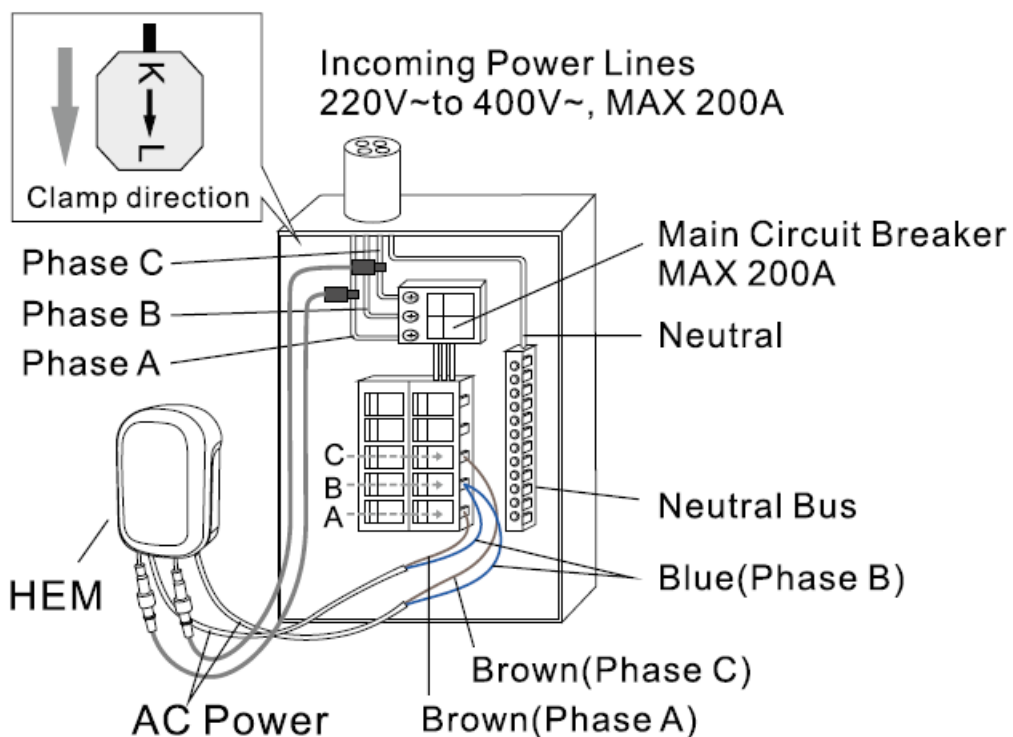 K
L
Clamp direction
Incoming Power Lines
220V~to 400V~, MAX 200A
Phase C
Phase B
Phase A
Main Circuit Breaker
MAX 200A
Neutral
C
B
A
Neutral Bus
HEM
Blue(Phase B)
Brown(Phase C)
AC Power
Brown(Phase A)